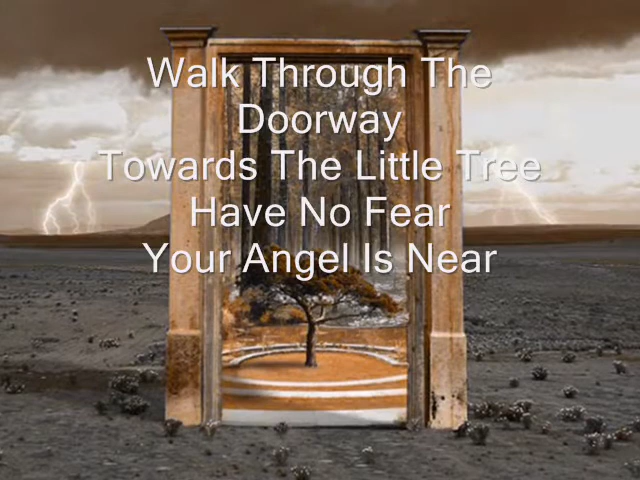 Walk Through The
Doorway
Towards The Little Tree
Have No Fear
Your Angel Is Near